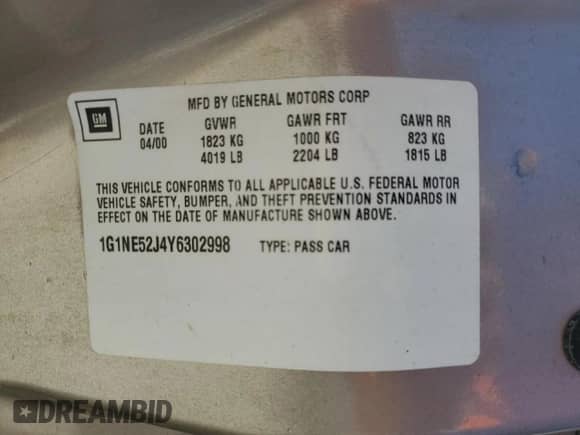 GM
MFD BY GENERAL MOTORS CORP
DATE GVWR GAWR FRT GAWR RR
04/00 1823 KG 1000 KG 823 KG
4019 LB 2204 LB 1815 LB
THIS VEHICLE CONFORMS TO ALL APPLICABLE U.S. FEDERAL MOTOR
VEHICLE SAFETY, BUMPER, AND THEFT PREVENTION STANDARDS IN
EFFECT ON THE DATE OF MANUFACTURE SHOWN ABOVE.
1G1NE52J4Y6302998 TYPE: PASS CAR
DREAMBID